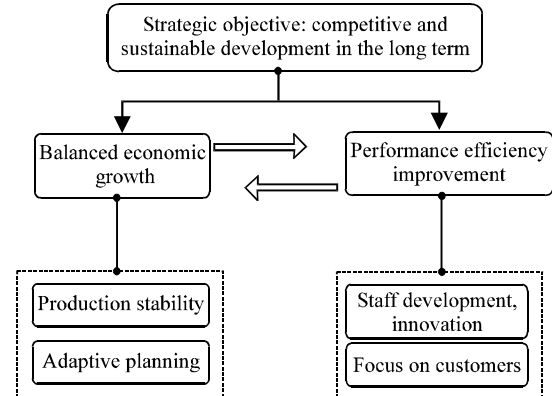 Strategic objective: competitive and
sustainable development in the long term
Balanced economic
growth
Performance efficiency
improvement
Production stability
Adaptive planning
Staff development,
innovation
Focus on customers